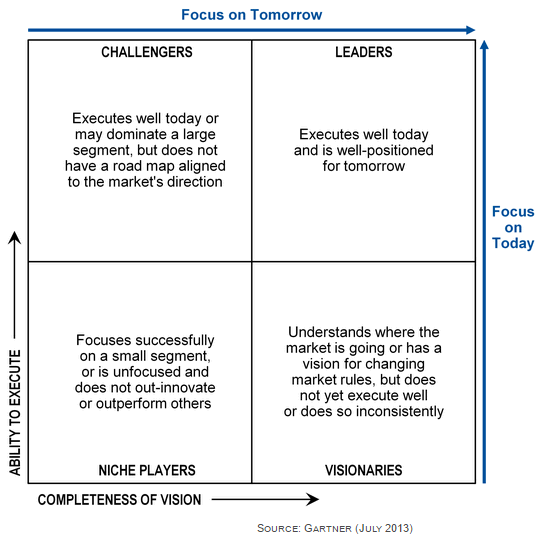 Focus on Tomorrow
CHALLENGERS
LEADERS
Executes well today or
may dominate a large
segment, but does not
have a road map aligned
to the market's direction
Executes well today
and is well-positioned
for tomorrow
Focus
on
Today
Focuses successfully
on a small segment,
or is unfocused and
does not out-innovate
or outperform others
Understands where the
market is going or has a
vision for changing
market rules, but does
not yet execute well
or does so inconsistently
ABILITY TO EXECUTE
NICHE PLAYERS
VISIONARIES
COMPLETENESS OF VISION
SOURCE: GARTNER (JULY 2013)